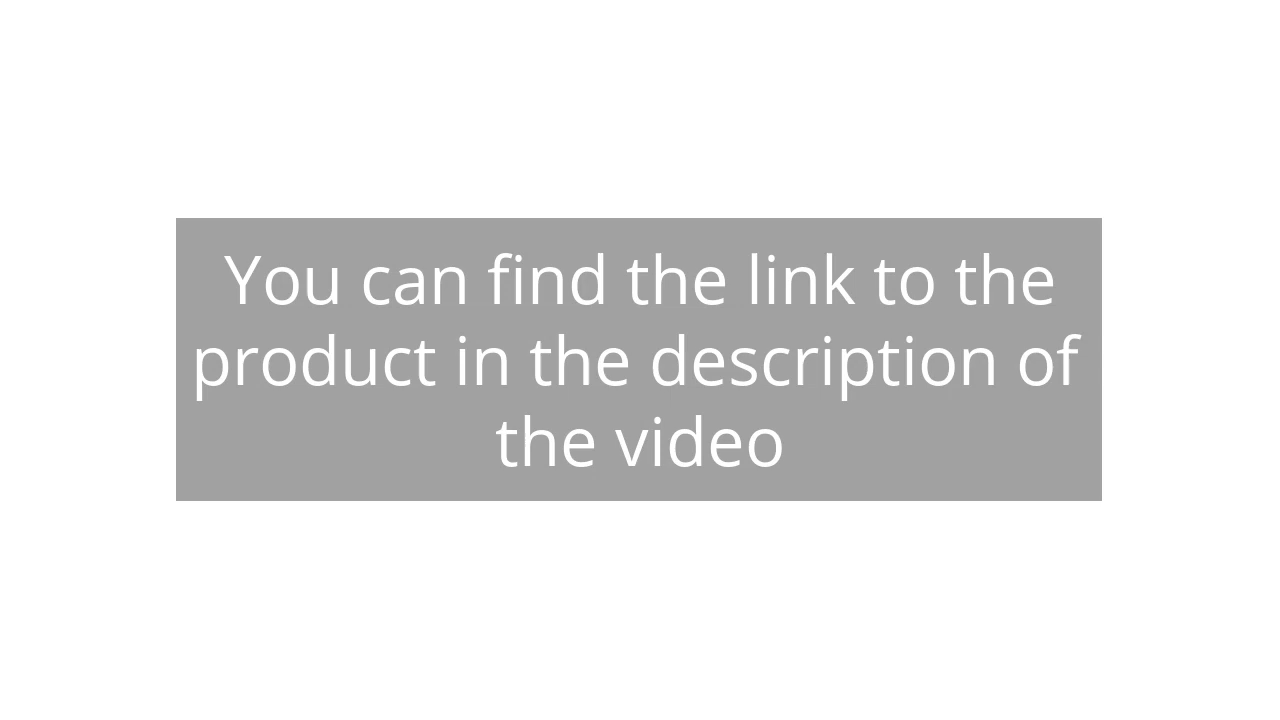 You can find the link to the
product in the description of
the video